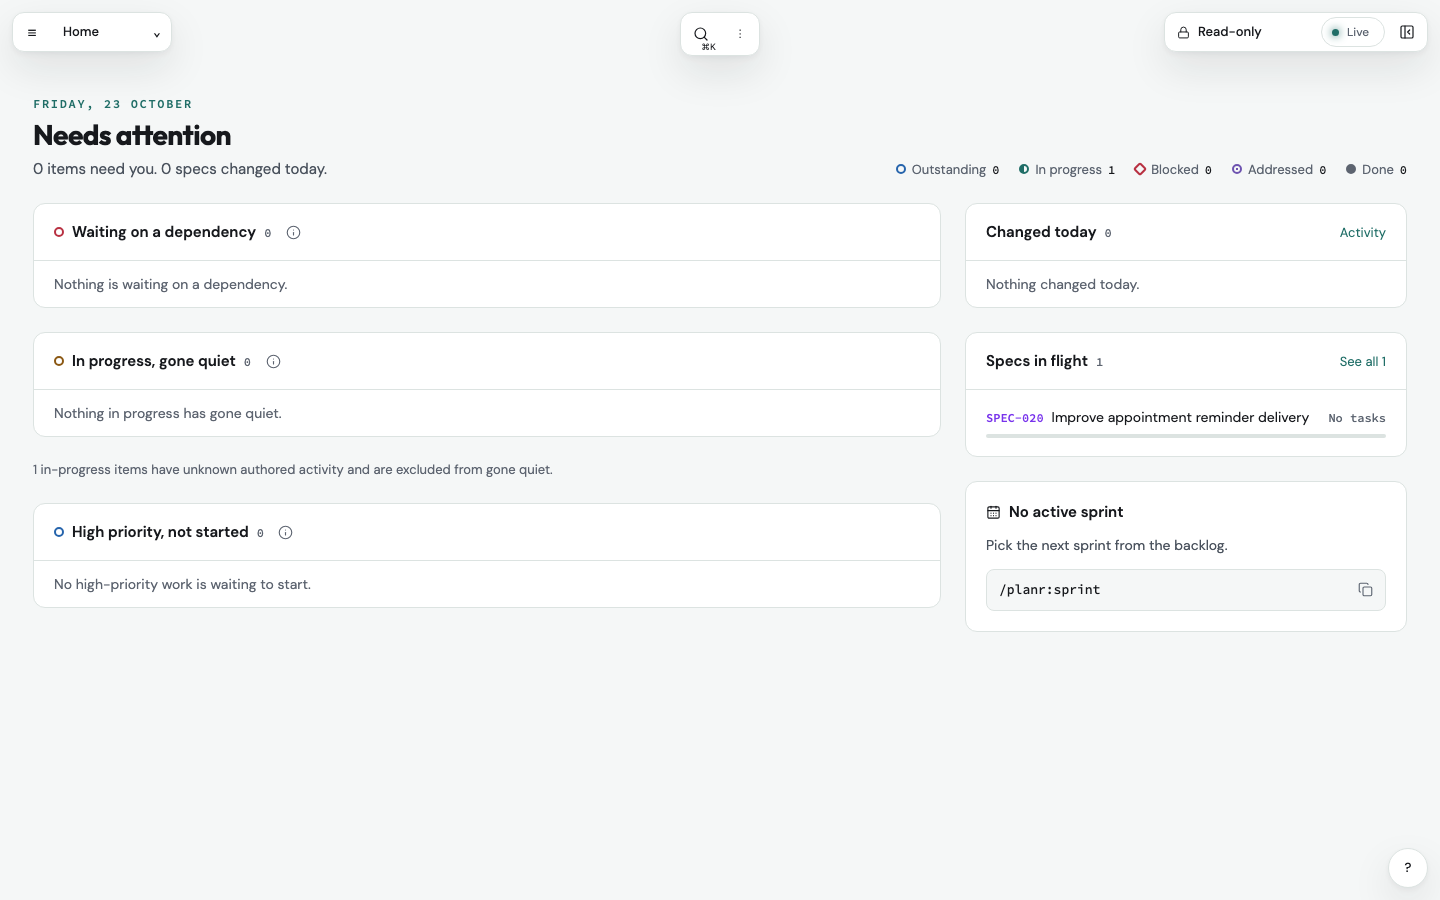 Home
⌘K
Read-only
Live
FRIDAY, 23 OCTOBER
Needs attention
0 items need you. 0 specs changed today.
Outstanding 0
In progress 1
Blocked 0
Addressed 0
Done 0
Waiting on a dependency 0
Nothing is waiting on a dependency.
In progress, gone quiet 0
Nothing in progress has gone quiet.
1 in-progress items have unknown authored activity and are excluded from gone quiet.
High priority, not started 0
No high-priority work is waiting to start.
Changed today 0
Activity
Nothing changed today.
Specs in flight 1
See all 1
SPEC-020 Improve appointment reminder delivery No tasks
No active sprint
Pick the next sprint from the backlog.
/planr:sprint
?